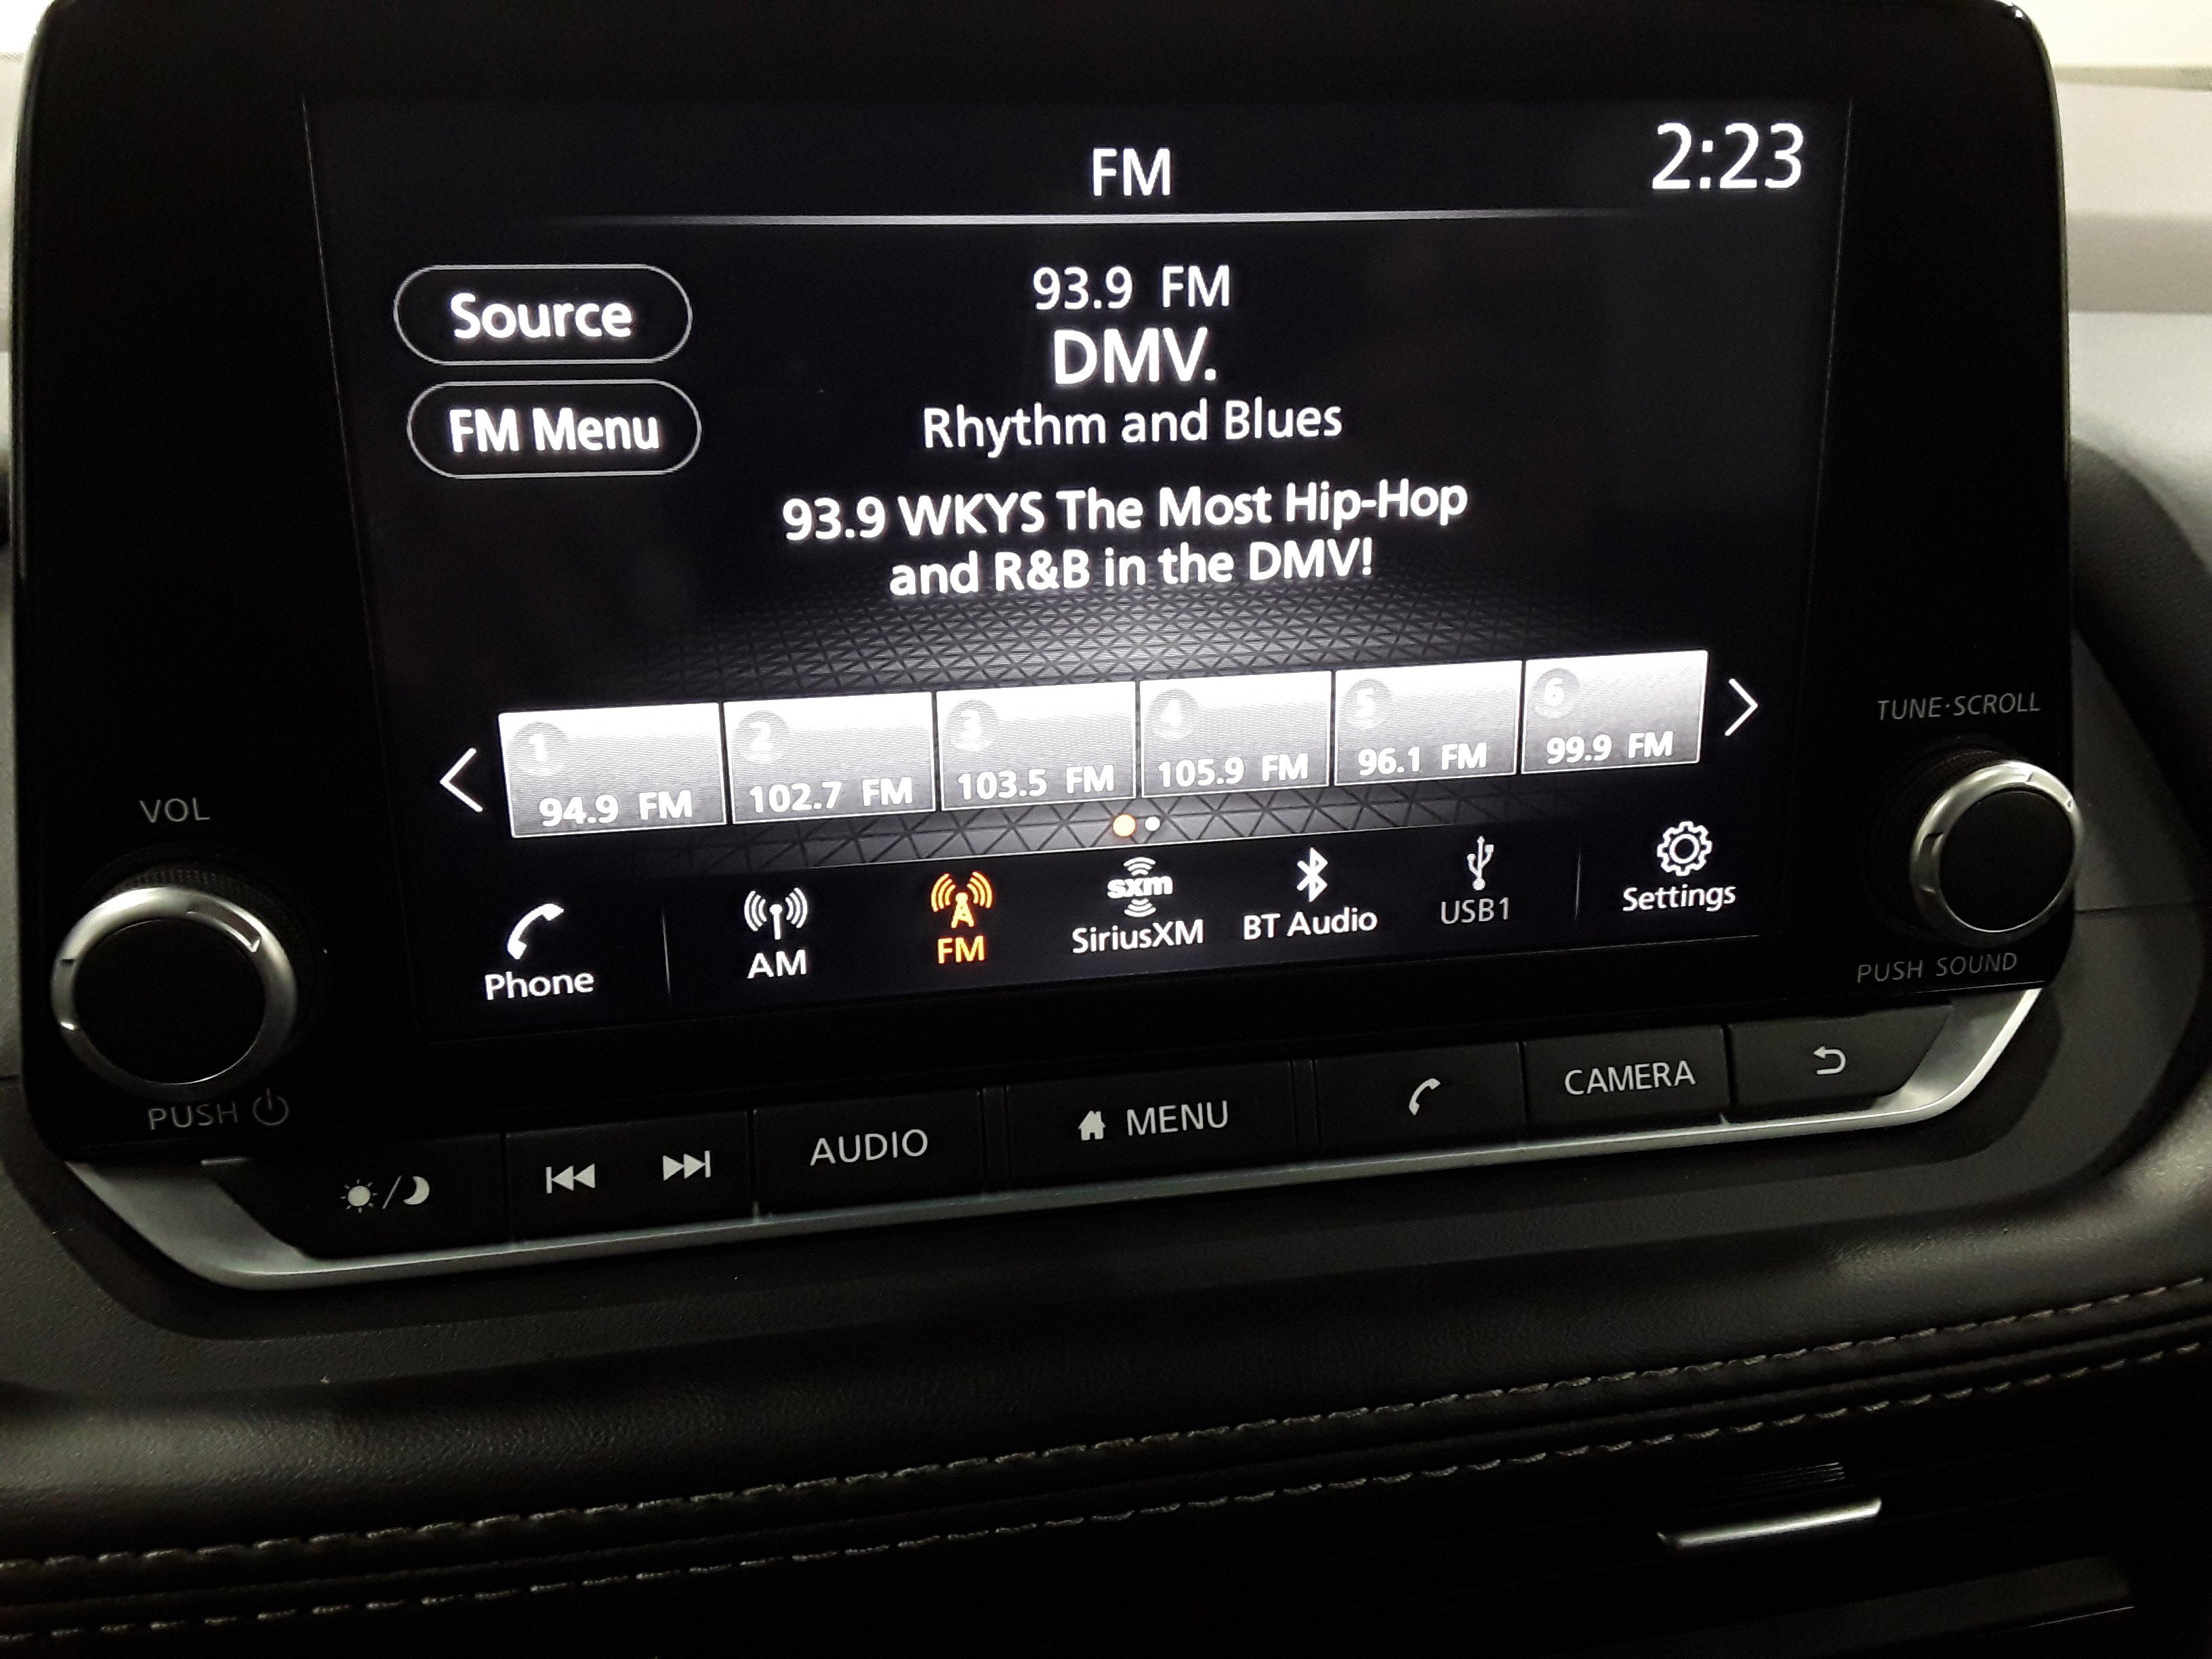 FM
2:23
Source
FM Menu
93.9 FM
DMV.
Rhythm and Blues
93.9 WKYS The Most Hip-Hop
and R&B in the DMV!
1 94.9 FM
2 102.7 FM
3 103.5 FM
4 105.9 FM
5 96.1 FM
6 99.9 FM
Phone
AM
FM
sxm
SiriusXM
BT Audio
USB1
Settings
VOL
PUSH
TUNE·SCROLL
PUSH SOUND
AUDIO
MENU
CAMERA